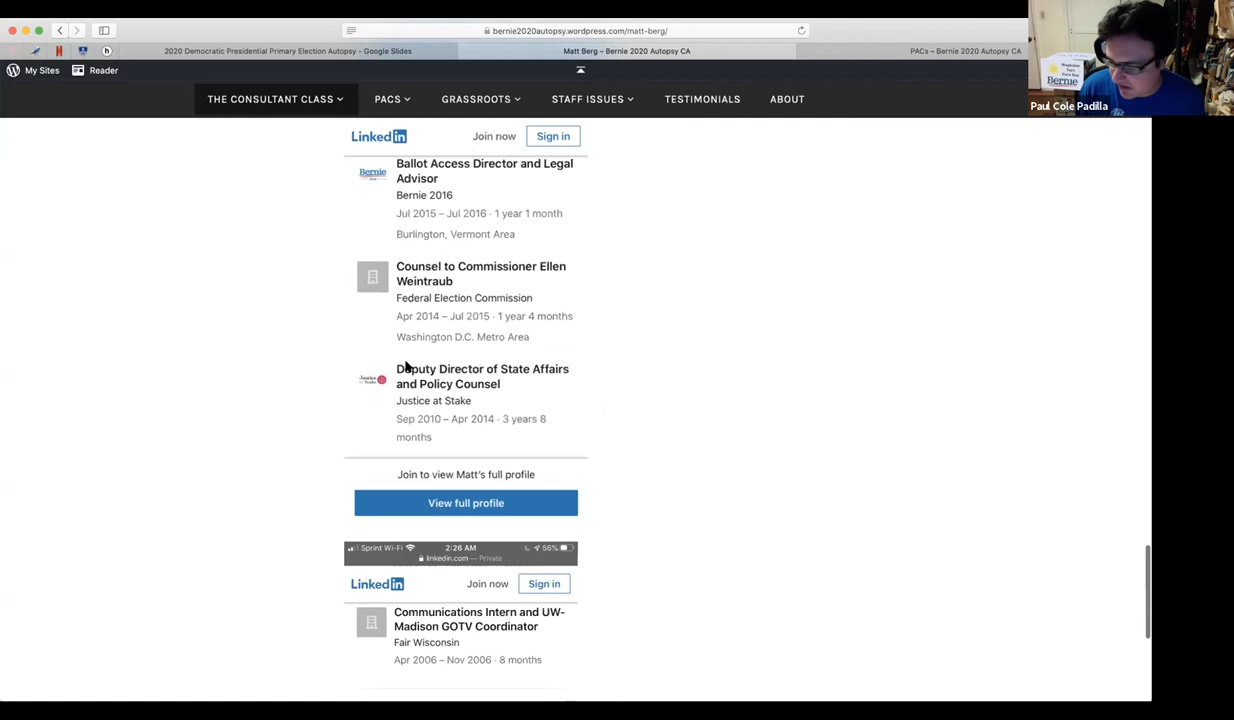 bernie2020autopsy.wordpress.com/matt-berg/
2020 Democratic Presidential Primary Election Autopsy - Google Slides
Matt Berg – Bernie 2020 Autopsy CA
PACs – Bernie 2020 Autopsy CA
My Sites
Reader
THE CONSULTANT CLASS
PACS
GRASSROOTS
STAFF ISSUES
TESTIMONIALS
ABOUT
Bernie
Paul Cole Padilla
LinkedIn
Join now
Sign in
Bernie
Ballot Access Director and Legal
Advisor
Bernie 2016
Jul 2015 – Jul 2016 · 1 year 1 month
Burlington, Vermont Area
Counsel to Commissioner Ellen
Weintraub
Federal Election Commission
Apr 2014 – Jul 2015 · 1 year 4 months
Washington D.C. Metro Area
Justice at Stake
Deputy Director of State Affairs
and Policy Counsel
Justice at Stake
Sep 2010 – Apr 2014 · 3 years 8
months
Join to view Matt's full profile
View full profile
Sprint Wi-Fi
2:26 AM
56%
linkedin.com — Private
LinkedIn
Join now
Sign in
Communications Intern and UW-
Madison GOTV Coordinator
Fair Wisconsin
Apr 2006 – Nov 2006 · 8 months